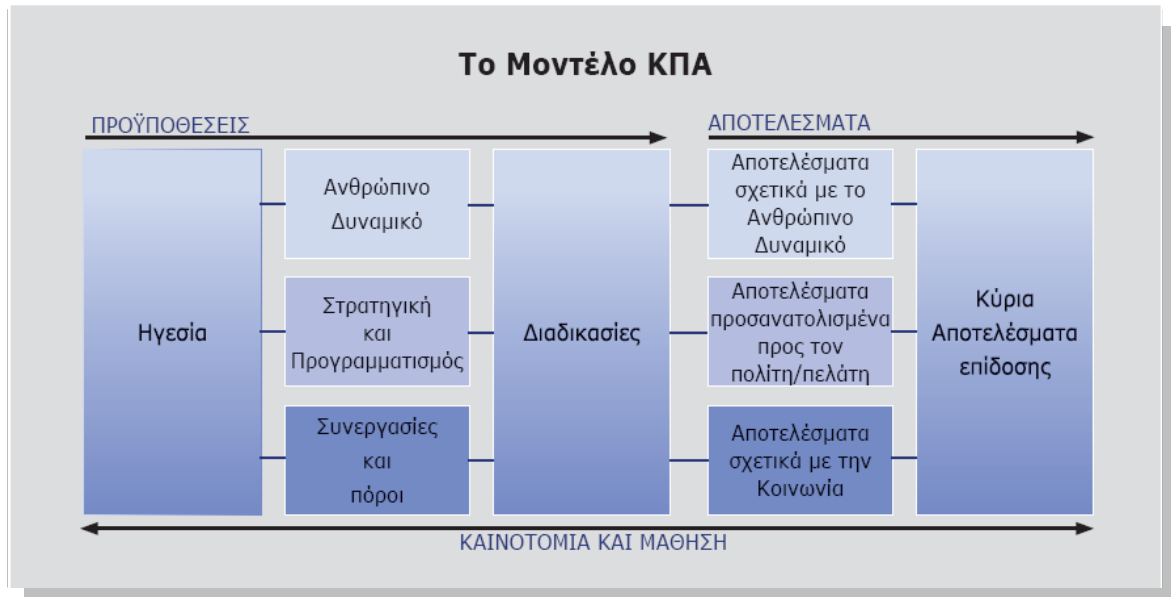 Το Μοντέλο ΚΠΑ
ΠΡΟΫΠΟΘΕΣΕΙΣ
ΑΠΟΤΕΛΕΣΜΑΤΑ
Ηγεσία
Ανθρώπινο
Δυναμικό
Στρατηγική
και
Προγραμματισμός
Συνεργασίες
και
πόροι
Διαδικασίες
Αποτελέσματα
σχετικά με το
Ανθρώπινο
Δυναμικό
Αποτελέσματα
προσανατολισμένα
προς τον
πολίτη/πελάτη
Αποτελέσματα
σχετικά με την
Κοινωνία
Κύρια
Αποτελέσματα
επίδοσης
ΚΑΙΝΟΤΟΜΙΑ ΚΑΙ ΜΑΘΗΣΗ